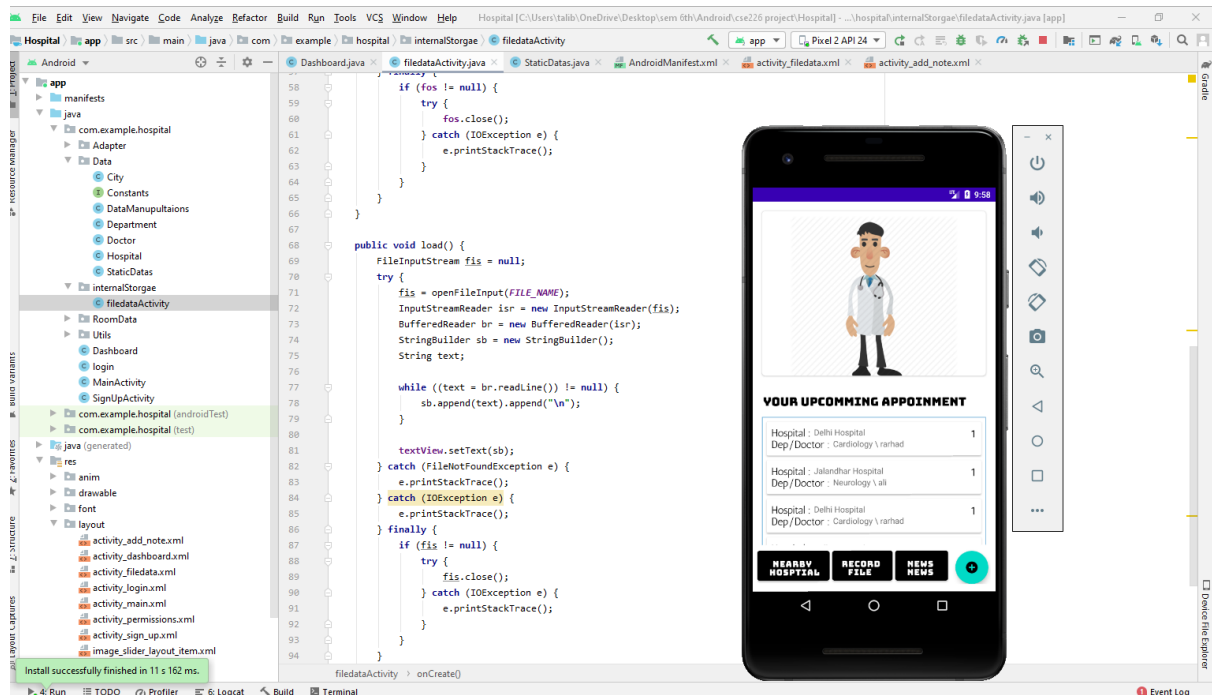 File Edit View Navigate Code Analyze Refactor Build Run Tools VCS Window Help Hospital [C:\Users\talib\OneDrive\Desktop\sem 6th\Android\cse226 project\Hospital] - ...\hospital\internalStorgae\filedataActivity.java [app]
Hospital app src main java com example hospital internalStorgae filedataActivity app Pixel 2 API 24
Android
Dashboard.java filedataActivity.java StaticDatas.java AndroidManifest.xml activity_filedata.xml activity_add_note.xml
1: Project
Resource Manager
Build Variants
Favorites
Z: Structure
Layout Captures
Gradle
Device File Explorer
app
manifests
java
com.example.hospital
Adapter
Data
City
Constants
DataManupultaions
Department
Doctor
Hospital
StaticDatas
internalStorgae
filedataActivity
RoomData
Utils
Dashboard
login
MainActivity
SignUpActivity
com.example.hospital (androidTest)
com.example.hospital (test)
java (generated)
res
anim
drawable
font
layout
activity_add_note.xml
activity_dashboard.xml
activity_filedata.xml
activity_login.xml
activity_main.xml
activity_permissions.xml
activity_sign_up.xml
image_slider_layout_item.xml
57 } finally {
58 if (fos != null) {
59 try {
60 fos.close();
61 } catch (IOException e) {
62 e.printStackTrace();
63 }
64 }
65 }
66 }
67
68 public void load() {
69 FileInputStream fis = null;
70 try {
71 fis = openFileInput(FILE_NAME);
72 InputStreamReader isr = new InputStreamReader(fis);
73 BufferedReader br = new BufferedReader(isr);
74 StringBuilder sb = new StringBuilder();
75 String text;
76
77 while ((text = br.readLine()) != null) {
78 sb.append(text).append("\n");
79 }
80
81 textView.setText(sb);
82 } catch (FileNotFoundException e) {
83 e.printStackTrace();
84 } catch (IOException e) {
85 e.printStackTrace();
86 } finally {
87 if (fis != null) {
88 try {
89 fis.close();
90 } catch (IOException e) {
91 e.printStackTrace();
92 }
93 }
94 }
filedataActivity > onCreate()
9:58
YOUR UPCOMMING APPOINMENT
Hospital : Delhi Hospital 1
Dep/Doctor : Cardiology \ rarhad
Hospital : Jalandhar Hospital 1
Dep/Doctor : Neurology \ ali
Hospital : Delhi Hospital 1
Dep/Doctor : Cardiology \ rarhad
NEARBY
HOSPTIAL
RECORD
FILE
NEWS
NEWS
Install successfully finished in 11 s 162 ms.
4: Run TODO Profiler 6: Logcat Build Terminal 1 Event Log